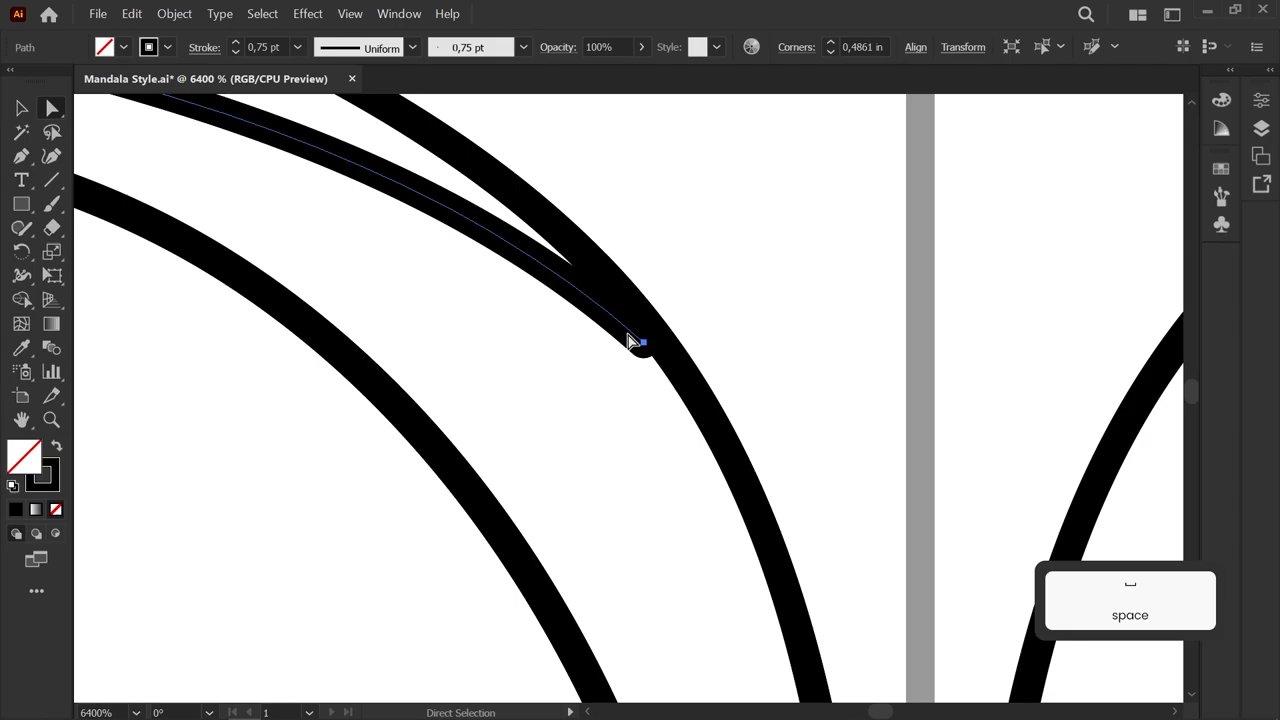 Ai File Edit Object Type Select Effect View Window Help
Path Stroke: 0,75 pt Uniform 0,75 pt Opacity: 100% Style: Corners: 0,4861 in Align Transform
Mandala Style.ai* @ 6400 % (RGB/CPU Preview)
space
6400% 0° 1 Direct Selection